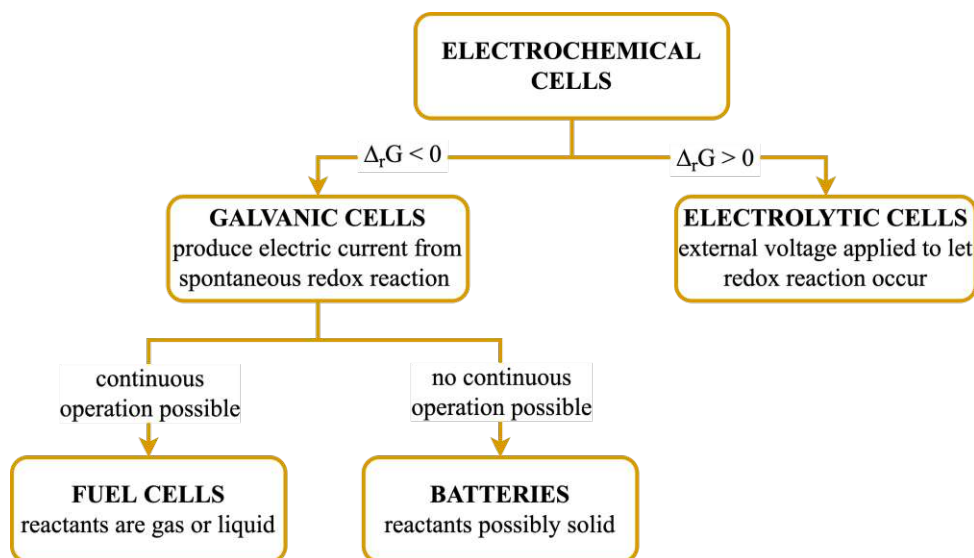 ELECTROCHEMICAL
CELLS
ΔrG < 0
ΔrG > 0
GALVANIC CELLS
produce electric current from
spontaneous redox reaction
ELECTROLYTIC CELLS
external voltage applied to let
redox reaction occur
continuous
operation possible
no continuous
operation possible
FUEL CELLS
reactants are gas or liquid
BATTERIES
reactants possibly solid